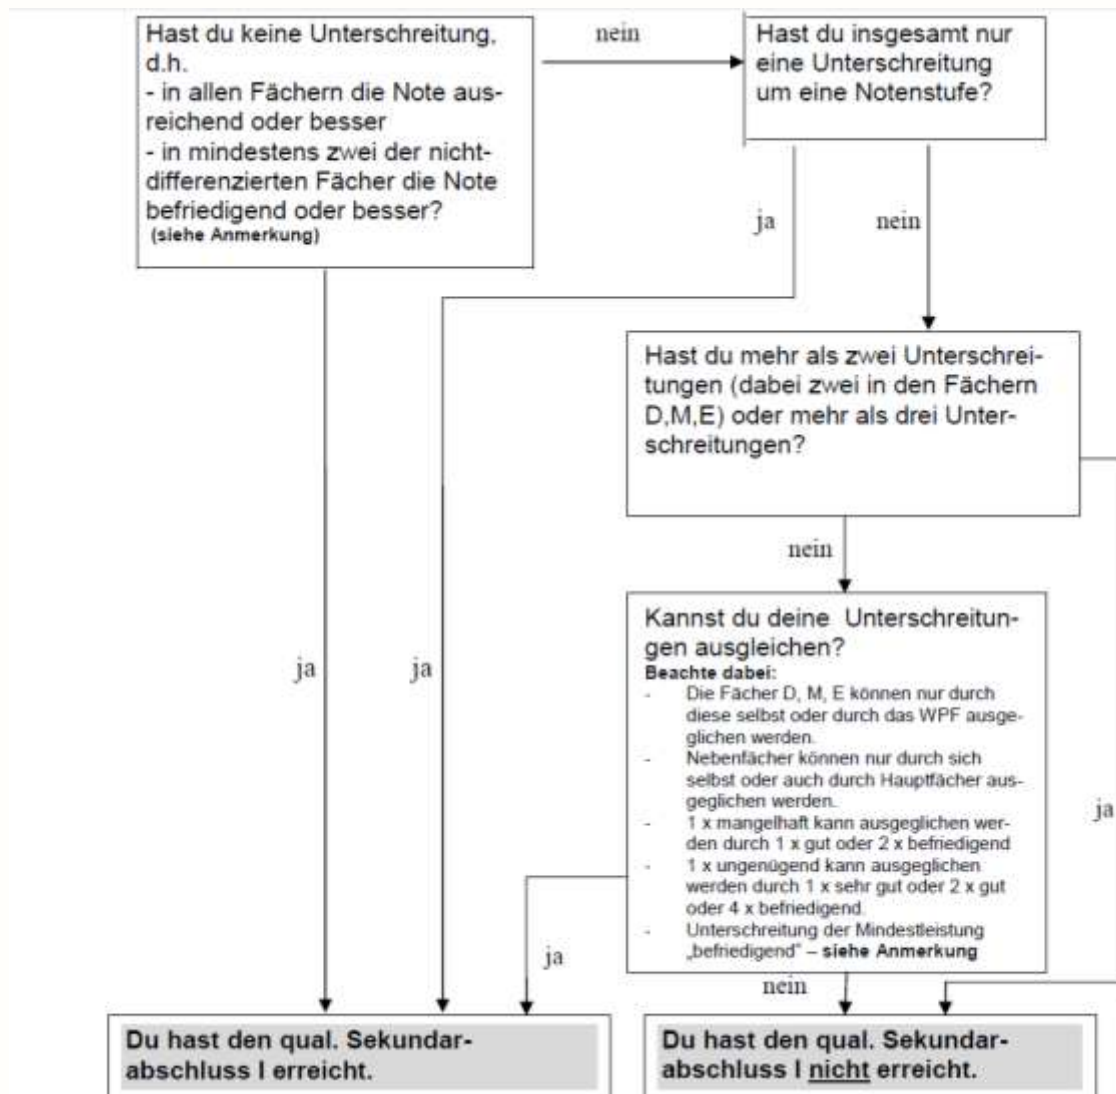 Hast du keine Unterschreitung,
d.h.
- in allen Fächern die Note aus-
reichend oder besser
- in mindestens zwei der nicht-
differenzierten Fächer die Note
befriedigend oder besser?
(siehe Anmerkung)
nein
Hast du insgesamt nur
eine Unterschreitung
um eine Notenstufe?
ja
nein
Hast du mehr als zwei Unterschrei-
tungen (dabei zwei in den Fächern
D,M,E) oder mehr als drei Unter-
schreitungen?
nein
Kannst du deine Unterschreitun-
gen ausgleichen?
Beachte dabei:
- Die Fächer D, M, E können nur durch
diese selbst oder durch das WPF ausge-
glichen werden.
- Nebenfächer können nur durch sich
selbst oder auch durch Hauptfächer aus-
geglichen werden.
- 1 x mangelhaft kann ausgeglichen wer-
den durch 1 x gut oder 2 x befriedigend
- 1 x ungenügend kann ausgeglichen
werden durch 1 x sehr gut oder 2 x gut
oder 4 x befriedigend.
- Unterschreitung der Mindestleistung
„befriedigend" – siehe Anmerkung
ja
ja
ja
ja
nein
Du hast den qual. Sekundar-
abschluss I erreicht.
Du hast den qual. Sekundar-
abschluss I nicht erreicht.